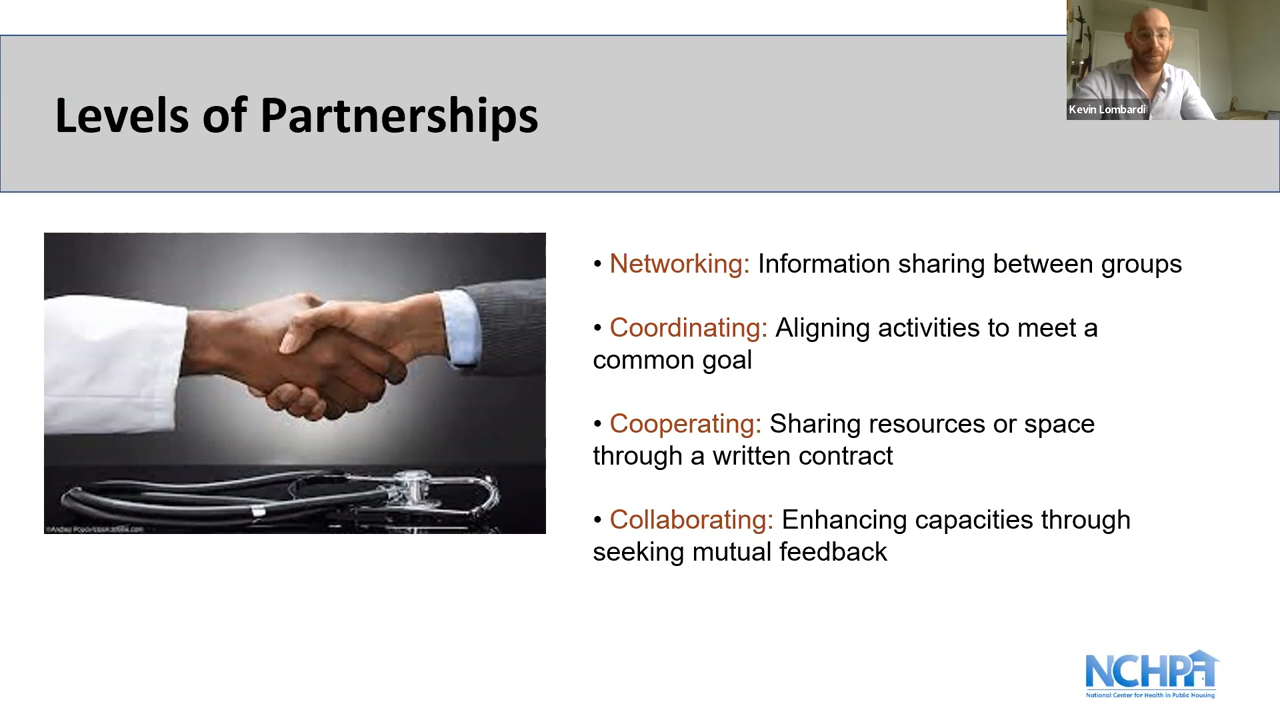 Kevin Lombardi
Levels of Partnerships
• Networking: Information sharing between groups
• Coordinating: Aligning activities to meet a
common goal
• Cooperating: Sharing resources or space
through a written contract
• Collaborating: Enhancing capacities through
seeking mutual feedback
NCHPH
National Center for Health in Public Housing